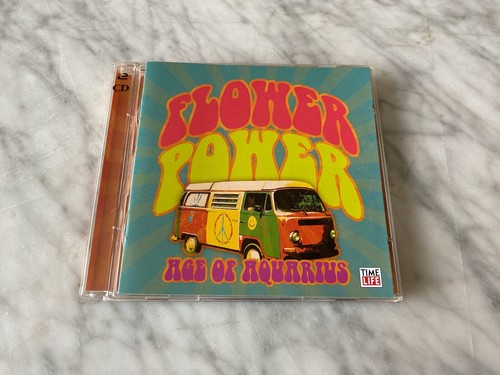 2
CD
FLOWER
POWER
AGE OF AQUARIUS
TIME
LIFE